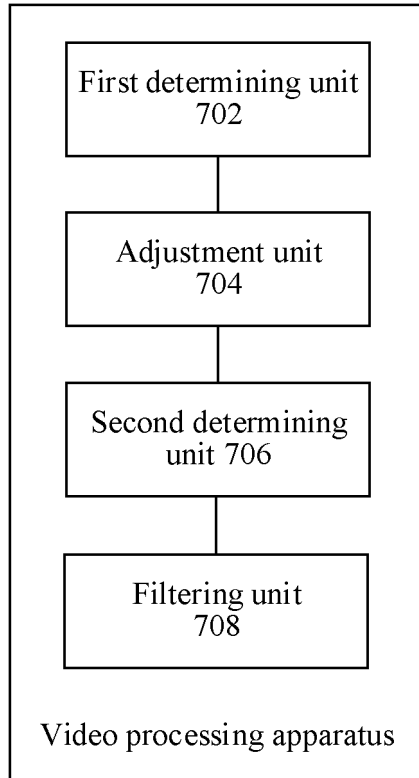 First determining unit
702
Adjustment unit
704
Second determining
unit 706
Filtering unit
708
Video processing apparatus